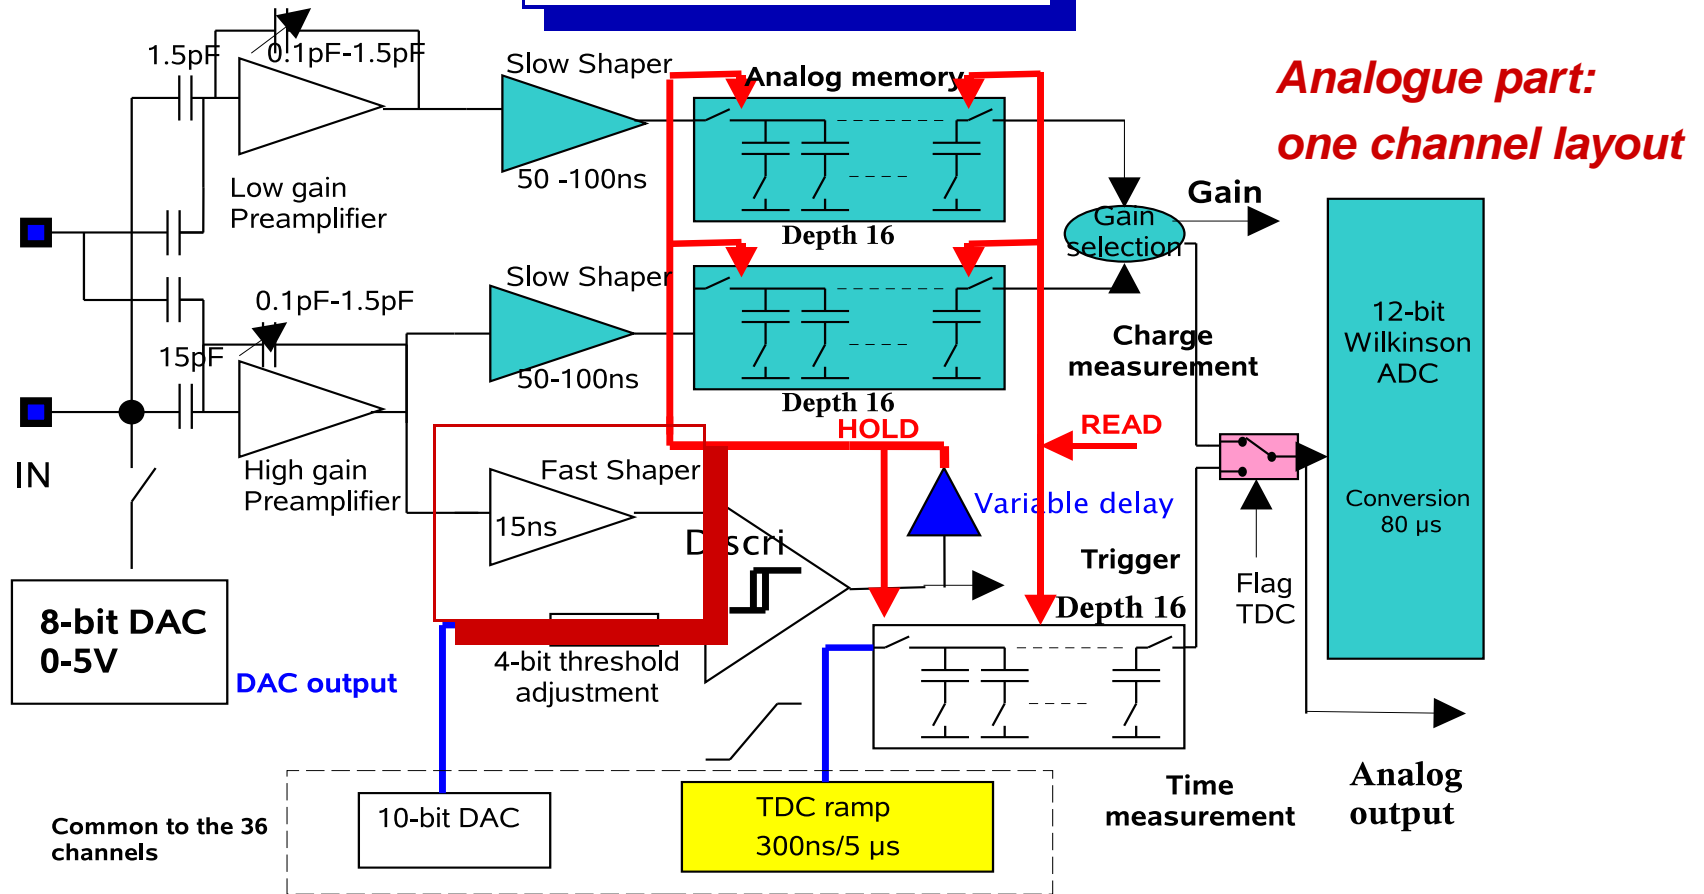 Analogue part:
one channel layout
1.5pF
0.1pF-1.5pF
Slow Shaper
Analog memory
50 -100ns
Low gain
Preamplifier
Depth 16
Gain
Gain
selection
Slow Shaper
0.1pF-1.5pF
15pF
50-100ns
Depth 16
Charge
measurement
12-bit
Wilkinson
ADC
HOLD
READ
IN
High gain
Preamplifier
Fast Shaper
15ns
Discri
Variable delay
Conversion
80 µs
Trigger
Depth 16
Flag
TDC
8-bit DAC
0-5V
DAC output
4-bit threshold
adjustment
Common to the 36
channels
10-bit DAC
TDC ramp
300ns/5 µs
Time
measurement
Analog
output